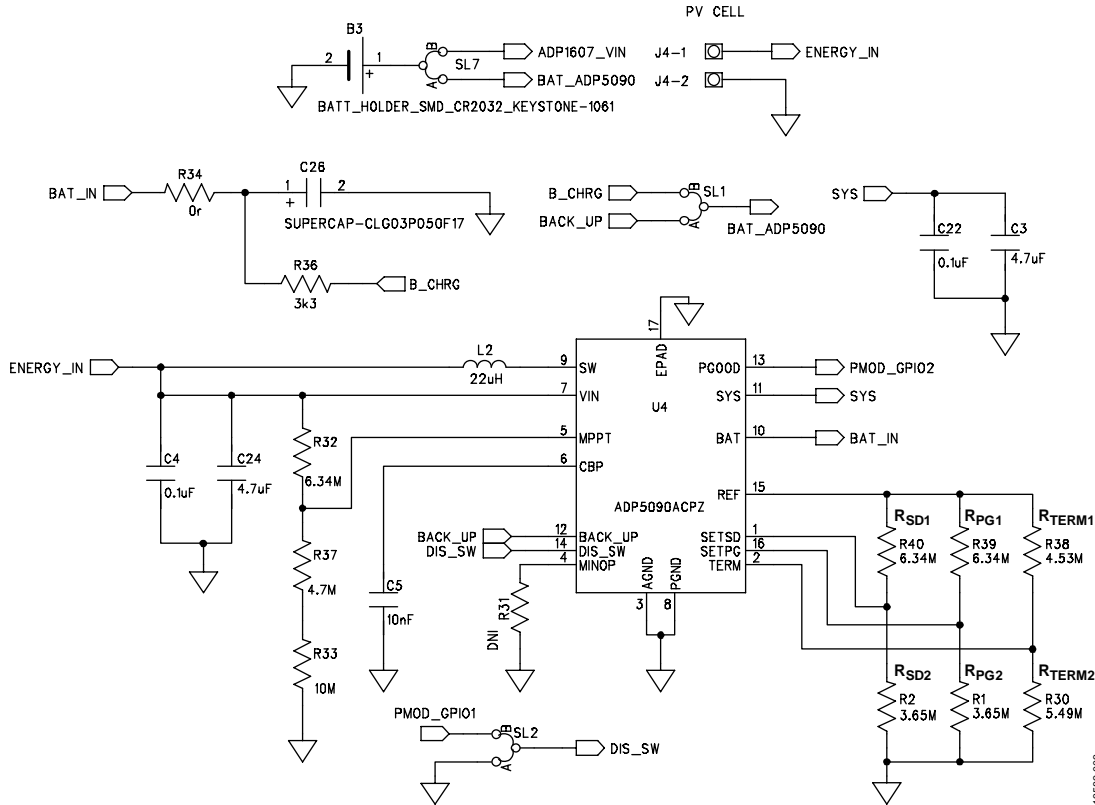 PV CELL
B3
2
1
+
B
A
SL7
ADP1607_VIN
BAT_ADP5090
J4-1
J4-2
ENERGY_IN
BATT_HOLDER_SMD_CR2032_KEYSTONE-1061
BAT_IN
R34
0r
C26
1
2
+
SUPERCAP-CLG03P050F17
R36
3k3
B_CHRG
B_CHRG
BACK_UP
B
A
SL1
BAT_ADP5090
SYS
C22
0.1uF
C3
4.7uF
ENERGY_IN
L2
22uH
C4
0.1uF
C24
4.7uF
R32
6.34M
R37
4.7M
R33
10M
C5
10nF
BACK_UP
DIS_SW
R31
DNI
9
7
5
6
12
14
4
SW
VIN
MPPT
CBP
BACK_UP
DIS_SW
MINOP
17
EPAD
U4
ADP5090ACPZ
AGND
PGND
3
8
PGOOD
SYS
BAT
REF
SETSD
SETPG
TERM
13
11
10
15
1
16
2
PMOD_GPIO2
SYS
BAT_IN
RSD1
R40
6.34M
RPG1
R39
6.34M
RTERM1
R38
4.53M
RSD2
R2
3.65M
RPG2
R1
3.65M
RTERM2
R30
5.49M
PMOD_GPIO1
B
A
SL2
DIS_SW